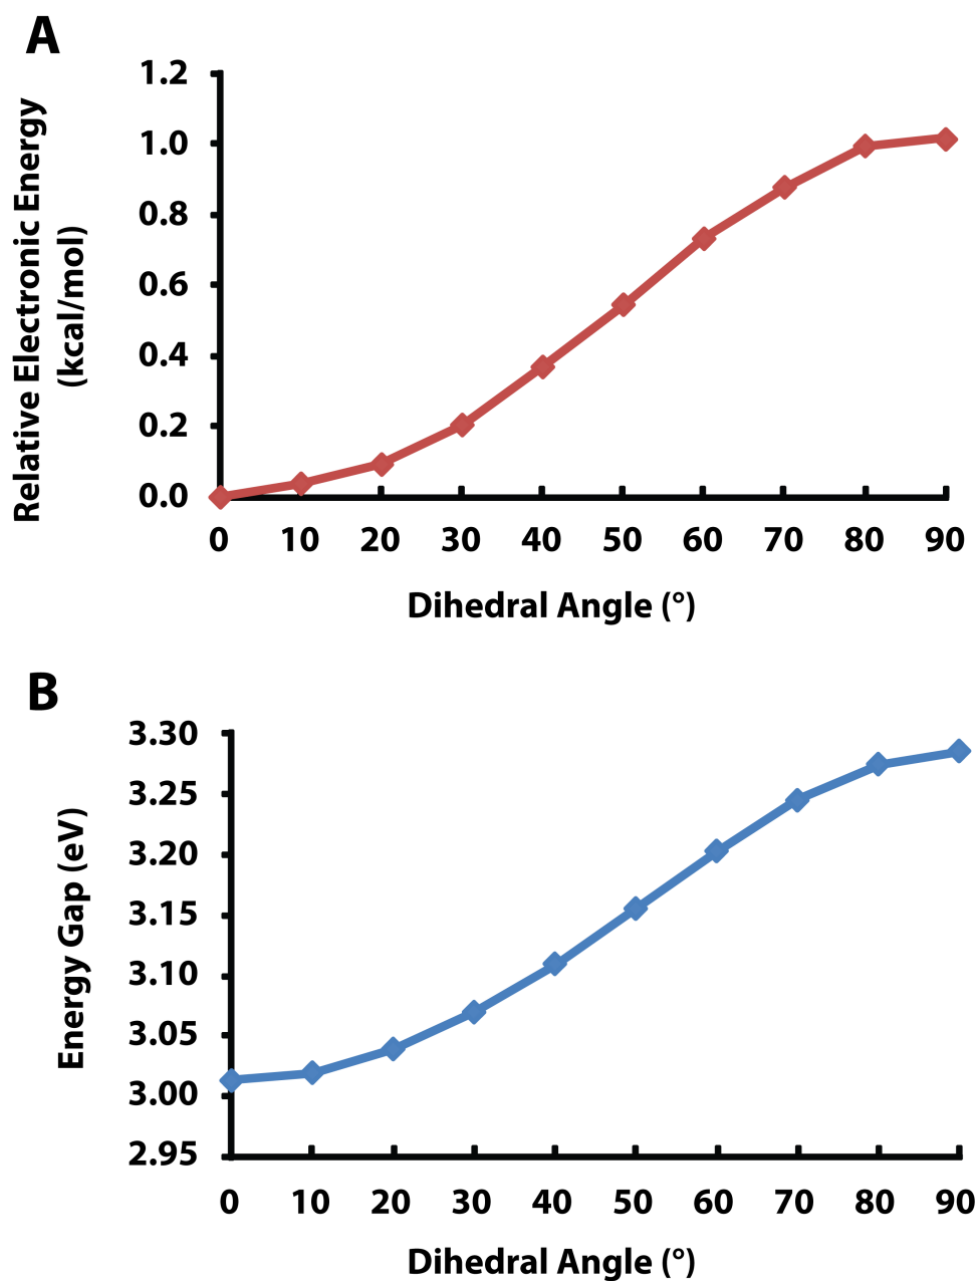 A
Relative Electronic Energy
(kcal/mol)
1.2
1.0
0.8
0.6
0.4
0.2
0.0
0 10 20 30 40 50 60 70 80 90
Dihedral Angle (°)
B
Energy Gap (eV)
3.30
3.25
3.20
3.15
3.10
3.05
3.00
2.95
0 10 20 30 40 50 60 70 80 90
Dihedral Angle (°)